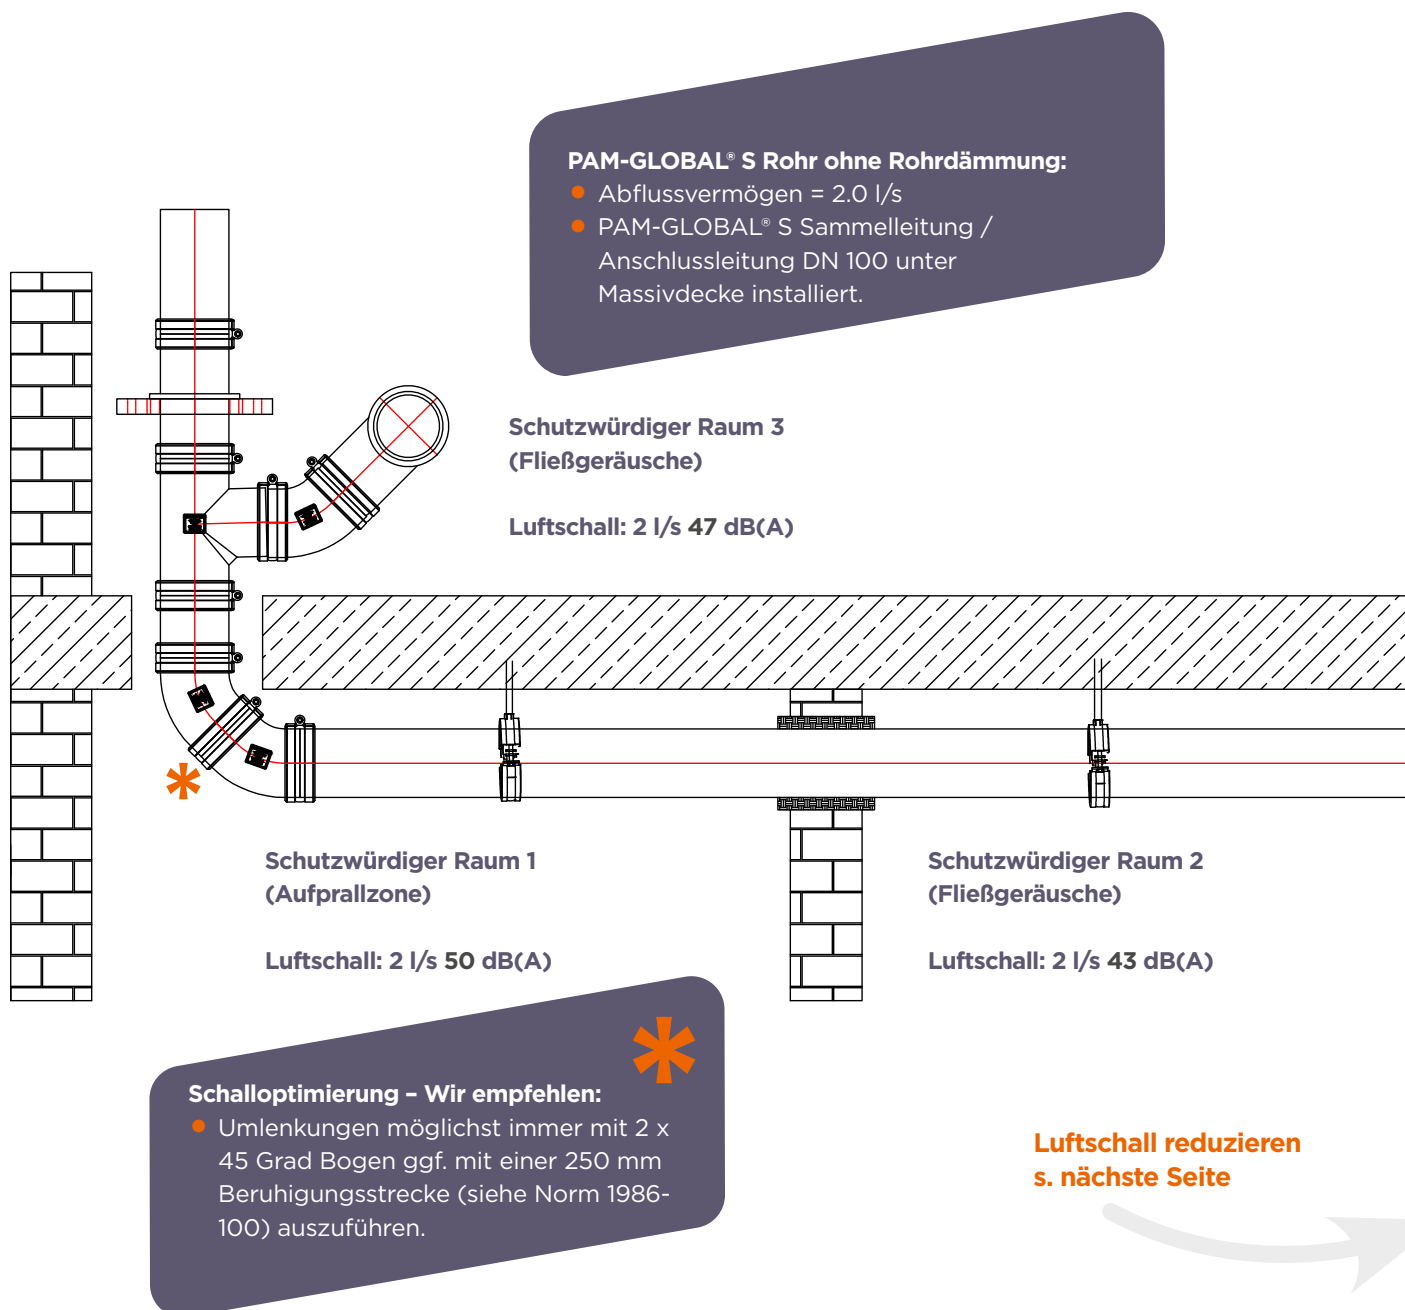 PAM-GLOBAL® S Rohr ohne Rohrdämmung:
● Abflussvermögen = 2.0 l/s
● PAM-GLOBAL® S Sammelleitung /
Anschlussleitung DN 100 unter
Massivdecke installiert.
Schutzwürdiger Raum 3
(Fließgeräusche)
Luftschall: 2 l/s 47 dB(A)
*
Schutzwürdiger Raum 1
(Aufprallzone)
Luftschall: 2 l/s 50 dB(A)
Schutzwürdiger Raum 2
(Fließgeräusche)
Luftschall: 2 l/s 43 dB(A)
*
Schalloptimierung – Wir empfehlen:
● Umlenkungen möglichst immer mit 2 x
45 Grad Bogen ggf. mit einer 250 mm
Beruhigungsstrecke (siehe Norm 1986-
100) auszuführen.
Luftschall reduzieren
s. nächste Seite